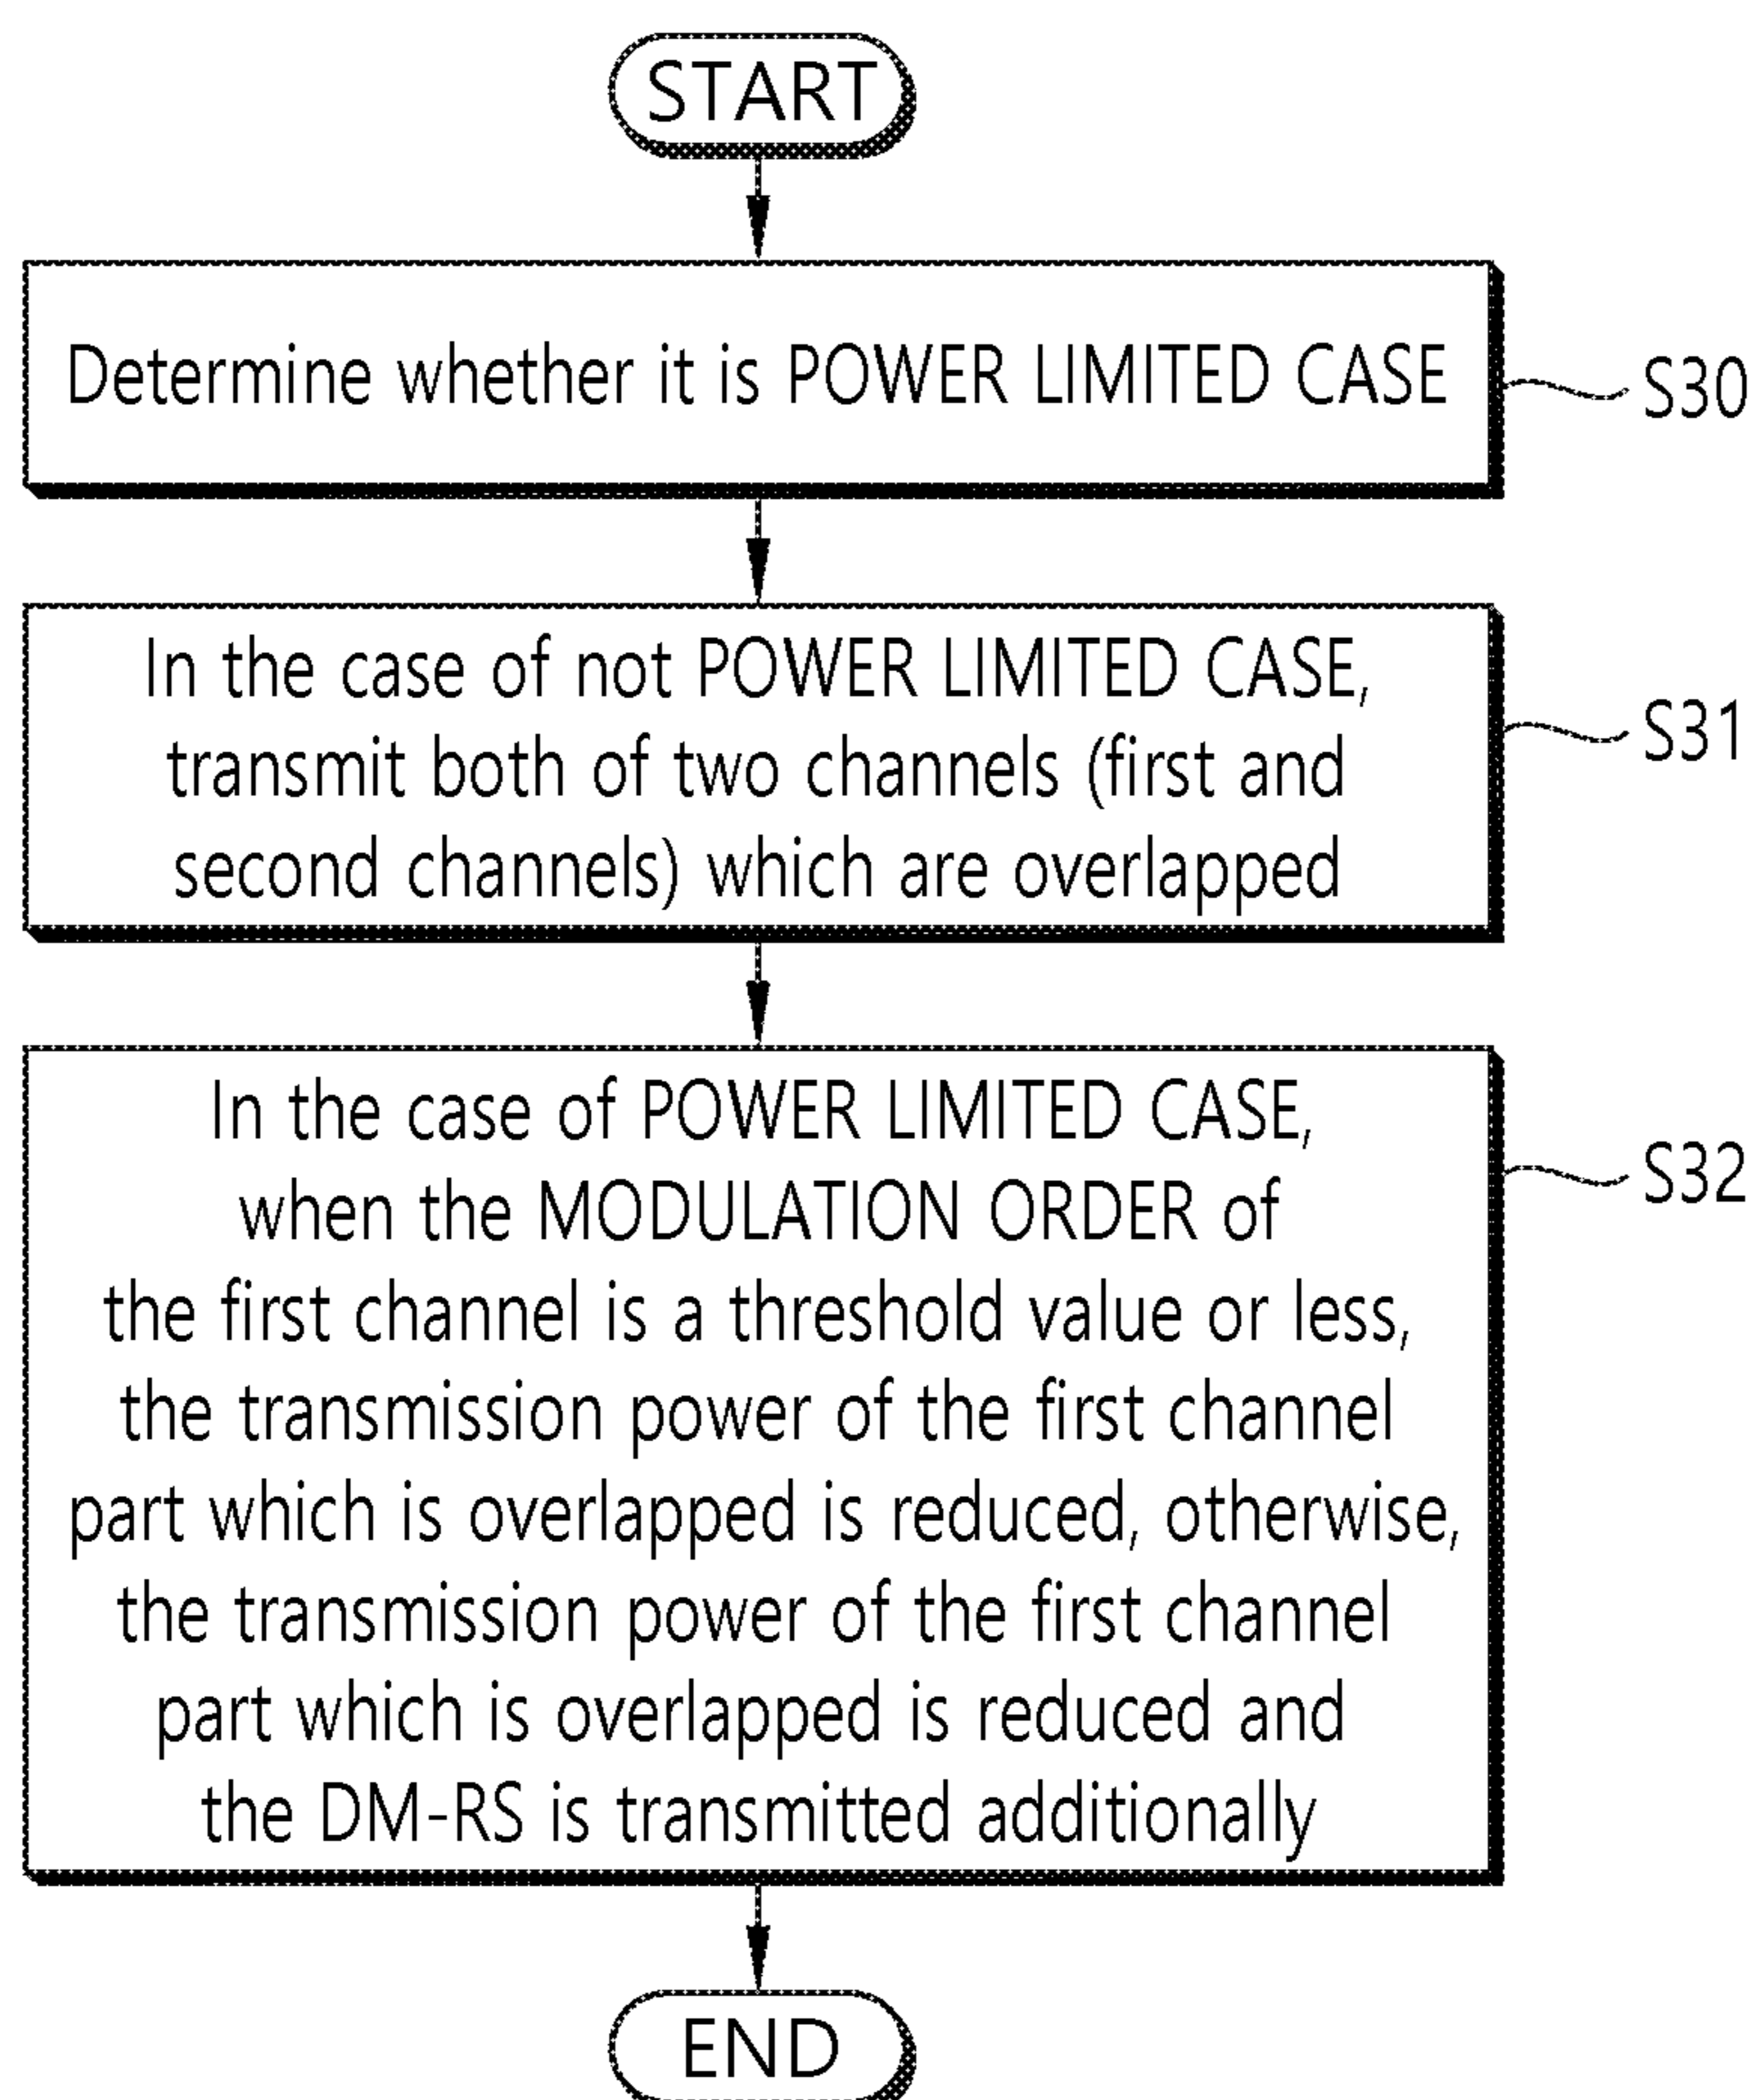 START
Determine whether it is POWER LIMITED CASE
S30
In the case of not POWER LIMITED CASE,
transmit both of two channels (first and
second channels) which are overlapped
S31
In the case of POWER LIMITED CASE,
when the MODULATION ORDER of
the first channel is a threshold value or less,
the transmission power of the first channel
part which is overlapped is reduced, otherwise,
the transmission power of the first channel
part which is overlapped is reduced and
the DM-RS is transmitted additionally
S32
END